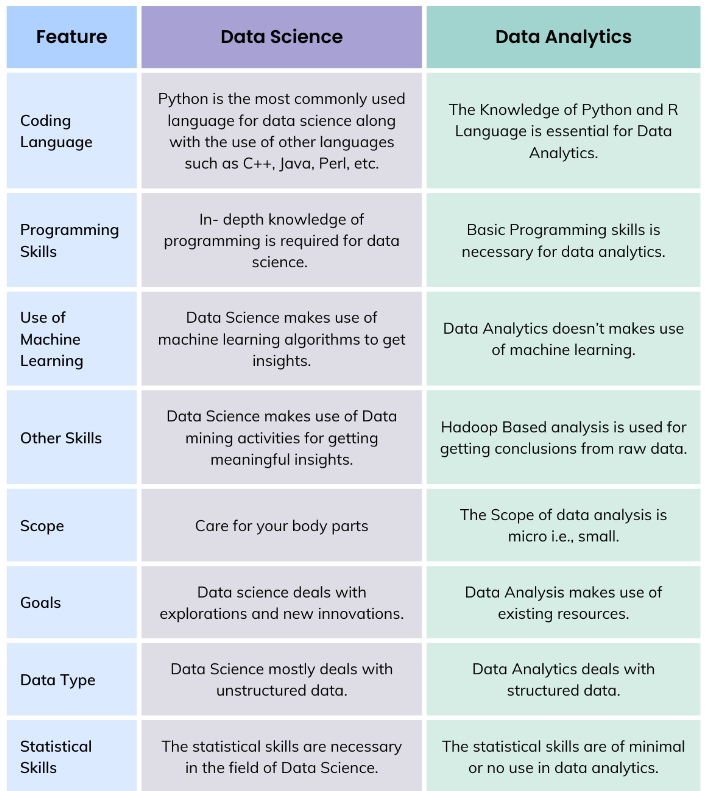 Feature
Data Science
Data Analytics
Coding
Language
Python is the most commonly used
language for data science along
with the use of other languages
such as C++, Java, Perl, etc.
The Knowledge of Python and R
Language is essential for Data
Analytics.
Programming
Skills
In- depth knowledge of
programming is required for data
science.
Basic Programming skills is
necessary for data analytics.
Use of
Machine
Learning
Data Science makes use of
machine learning algorithms to get
insights.
Data Analytics doesn’t makes use
of machine learning.
Other Skills
Data Science makes use of Data
mining activities for getting
meaningful insights.
Hadoop Based analysis is used for
getting conclusions from raw data.
Scope
Care for your body parts
The Scope of data analysis is
micro i.e., small.
Goals
Data science deals with
explorations and new innovations.
Data Analysis makes use of
existing resources.
Data Type
Data Science mostly deals with
unstructured data.
Data Analytics deals with
structured data.
Statistical
Skills
The statistical skills are necessary
in the field of Data Science.
The statistical skills are of minimal
or no use in data analytics.